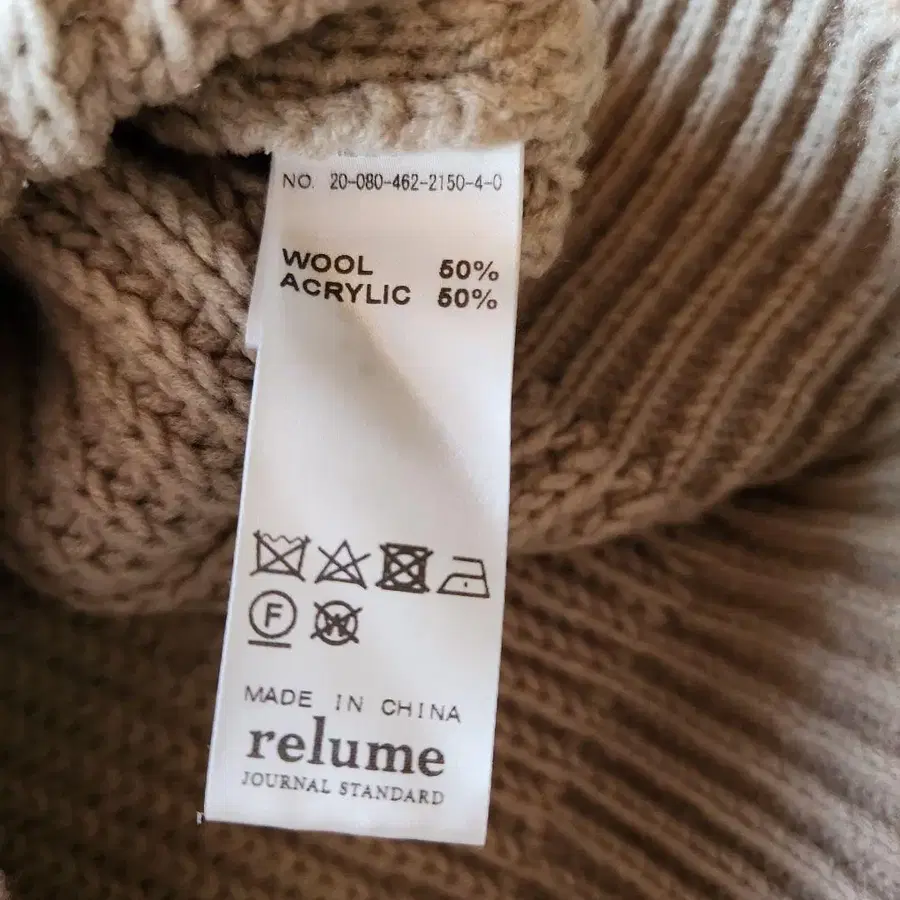 NO. 20-080-462-2150-4-0
WOOL 50%
ACRYLIC 50%
F
W
MADE IN CHINA
relume
JOURNAL STANDARD